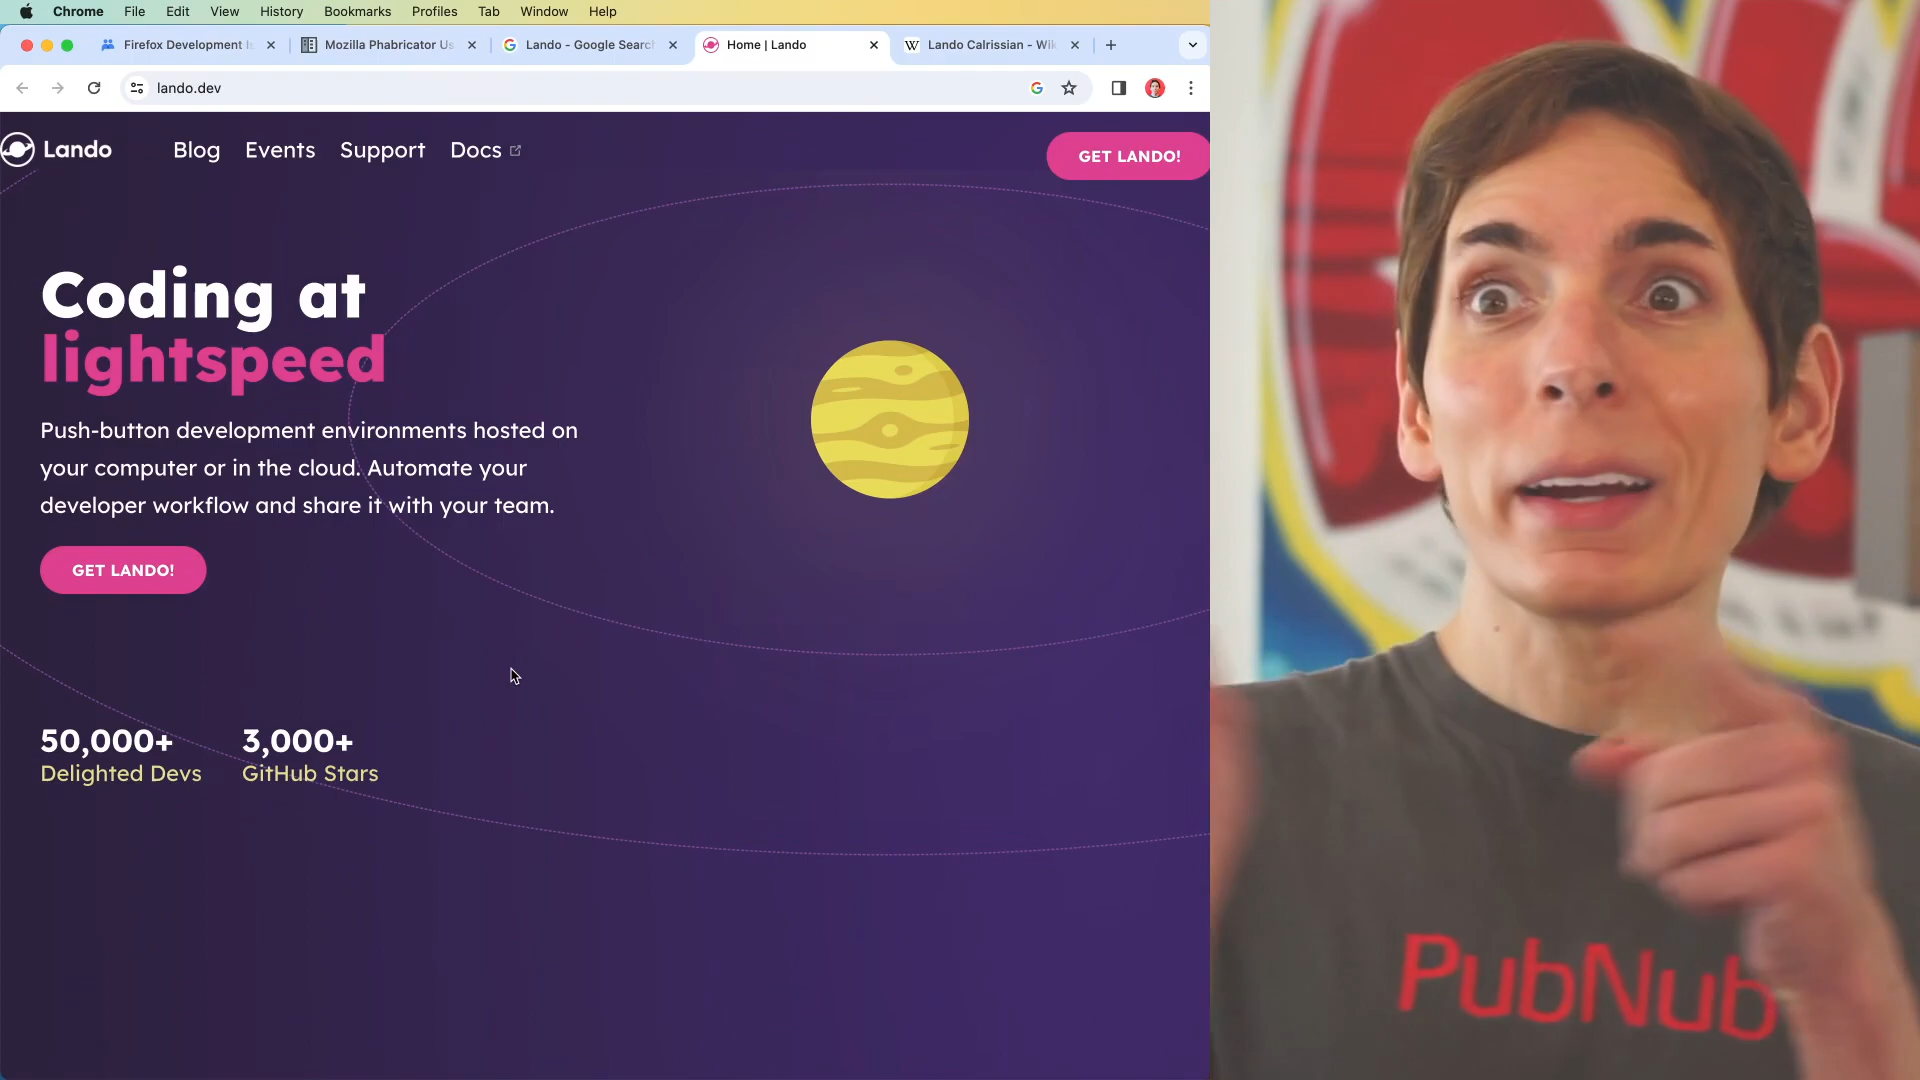 Chrome File Edit View History Bookmarks Profiles Tab Window Help
Firefox Development Is Mozilla Phabricator Us Lando - Google Search Home | Lando Lando Calrissian - Wik
lando.dev
Lando Blog Events Support Docs GET LANDO!
Coding at
lightspeed
Push-button development environments hosted on
your computer or in the cloud. Automate your
developer workflow and share it with your team.
GET LANDO!
50,000+ 3,000+
Delighted Devs GitHub Stars
PubNub